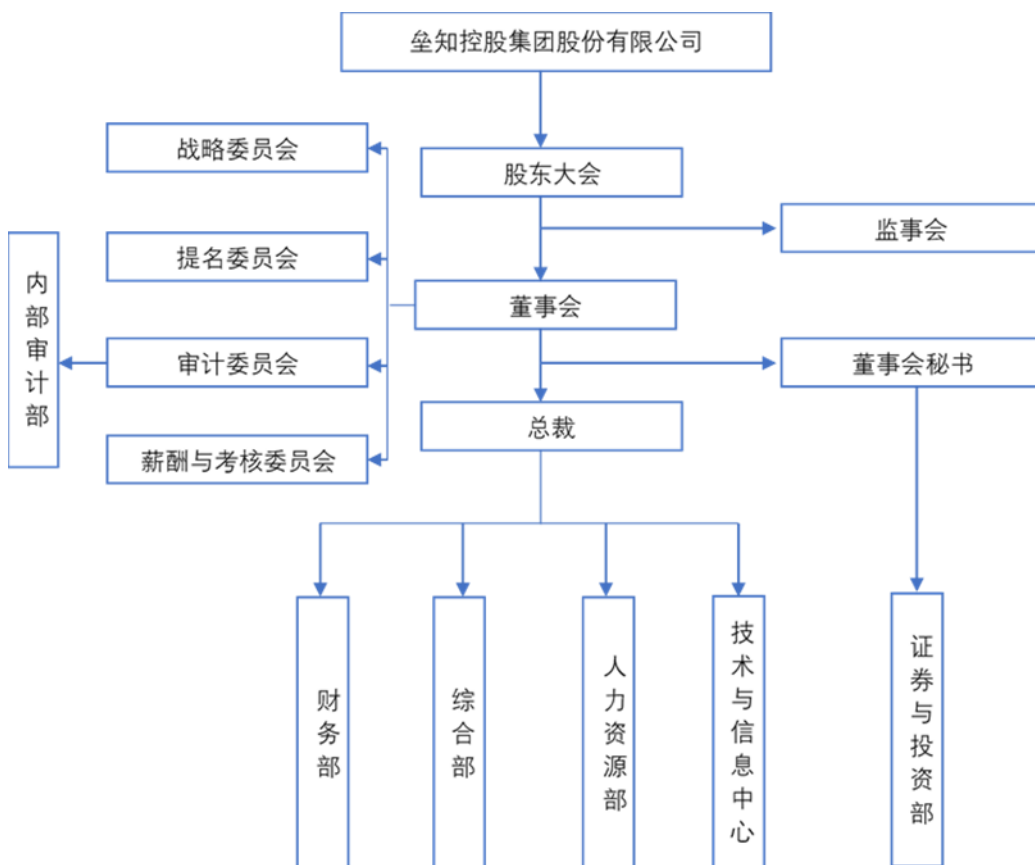 垒知控股集团股份有限公司
战略委员会
股东大会
监事会
提名委员会
董事会
内部审计部
审计委员会
董事会秘书
总裁
薪酬与考核委员会
财务部
综合部
人力资源部
技术与信息中心
证券与投资部